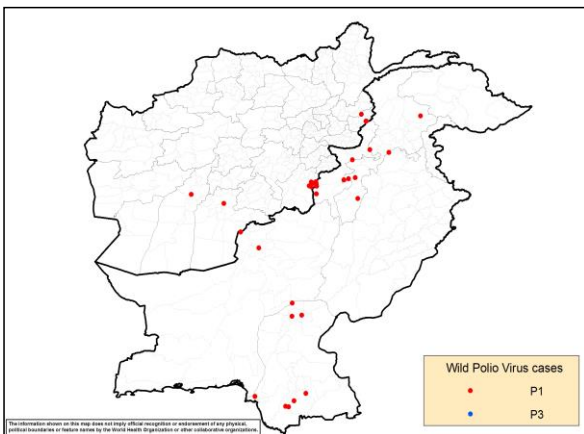 Wild Polio Virus cases
P1
P3
The information shown on this map does not imply official recognition or endorsement of any physical,
political boundaries or feature names by the World Health Organization or other collaborative organizations.